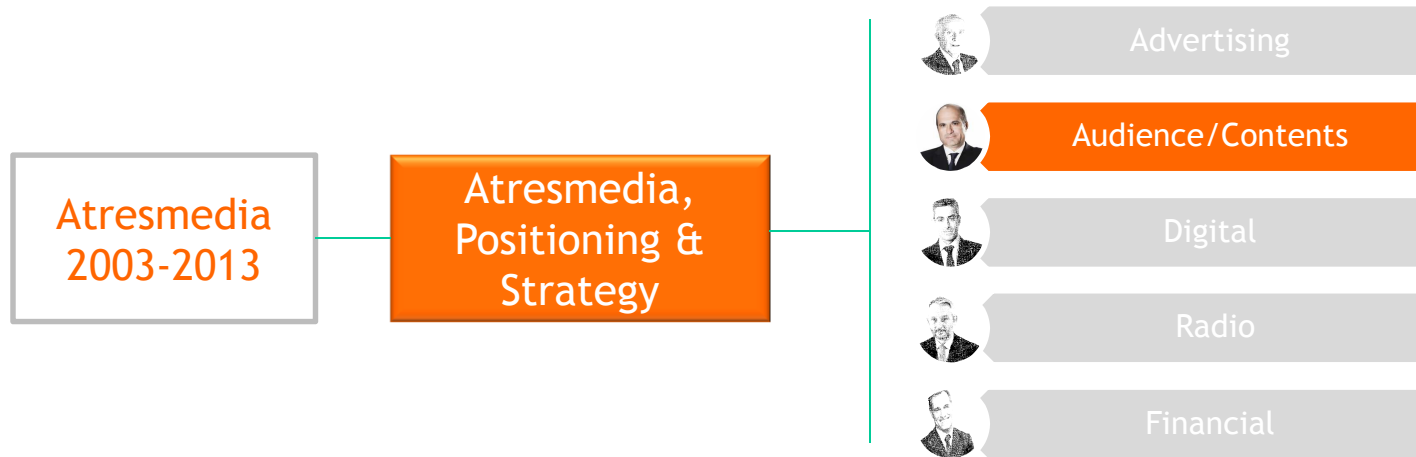 Atresmedia
2003-2013
Atresmedia,
Positioning &
Strategy
Advertising
Audience/Contents
Digital
Radio
Financial